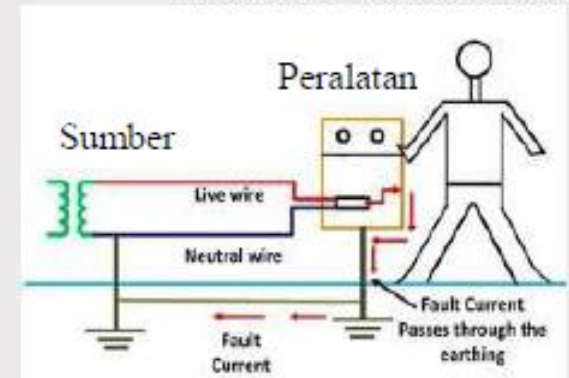 Peralatan
Sumber
Live wire
Neutral wire
Fault Current
Passes through the
earthing
Fault
Current